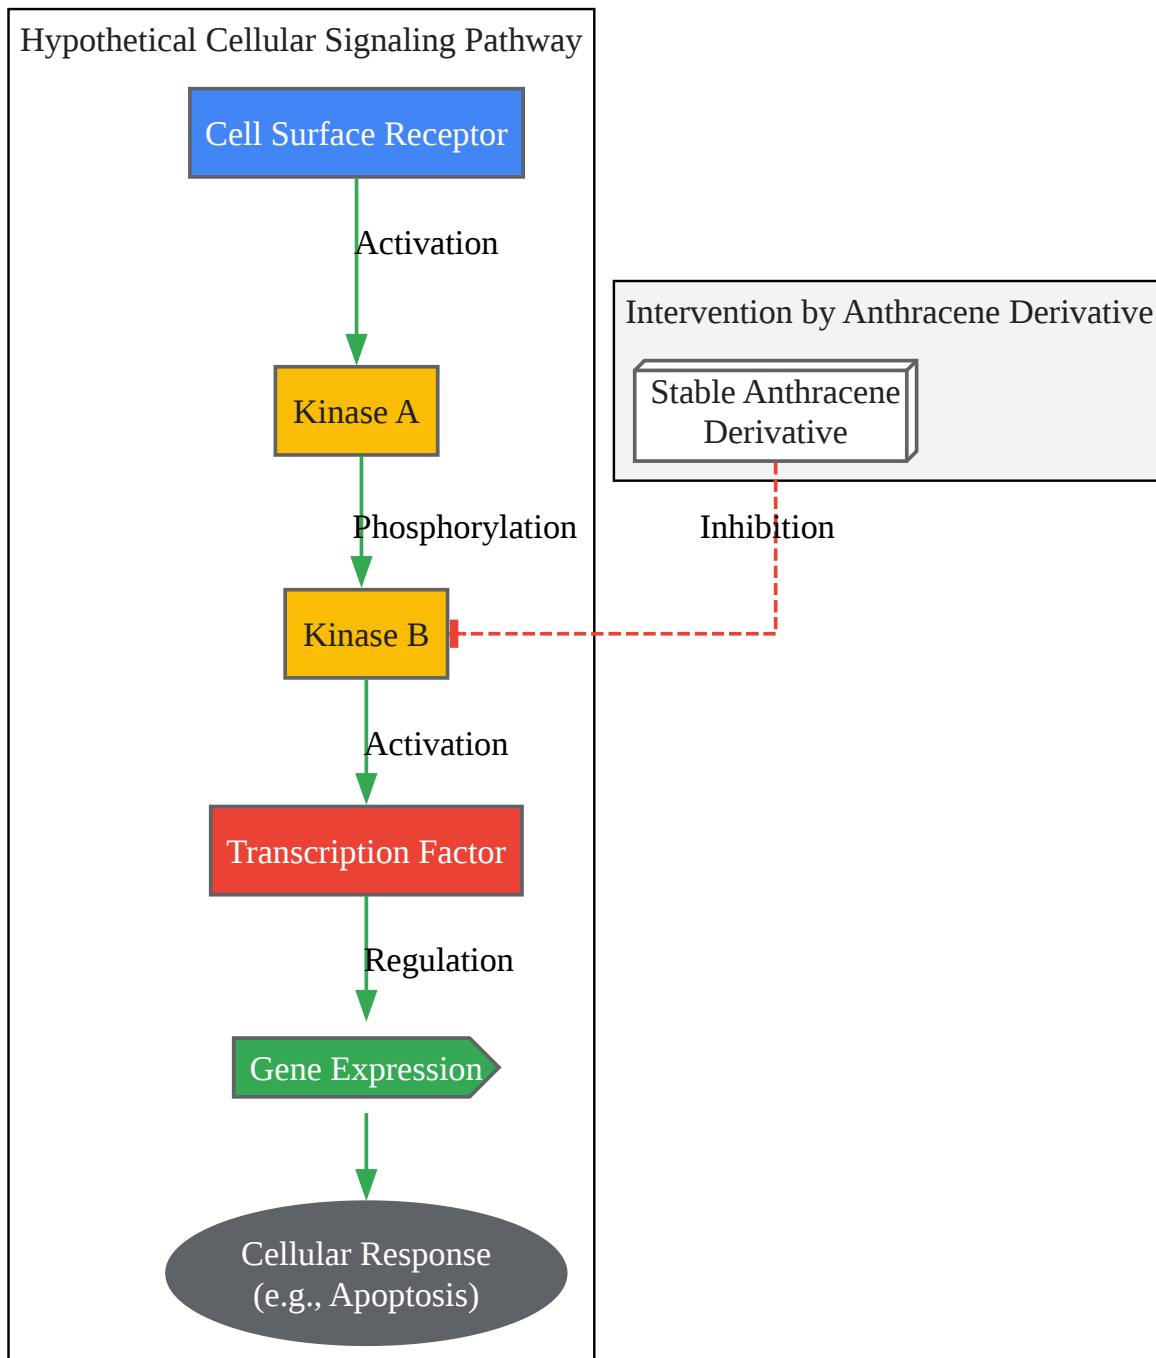 Hypothetical Cellular Signaling Pathway
Cell Surface Receptor
Activation
Intervention by Anthracene Derivative
Stable Anthracene
Derivative
Kinase A
Phosphorylation
Inhibition
Kinase B
Activation
Transcription Factor
Regulation
Gene Expression
Cellular Response
(e.g., Apoptosis)